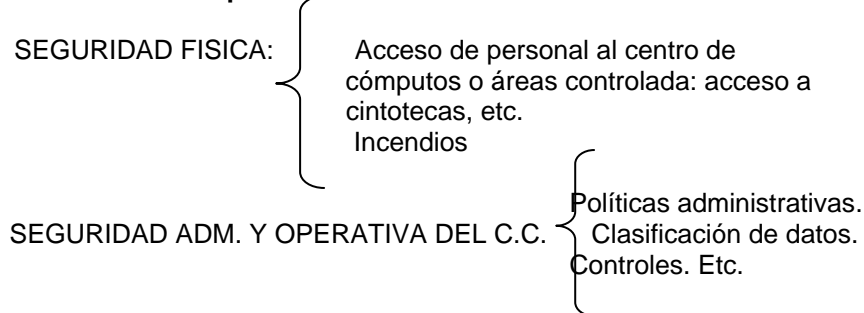 SEGURIDAD FISICA: Acceso de personal al centro de
cómputos o áreas controlada: acceso a
cintotecas, etc.
Incendios
Políticas administrativas.
SEGURIDAD ADM. Y OPERATIVA DEL C.C. Clasificación de datos.
Controles. Etc.